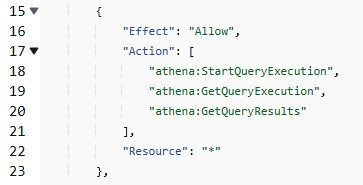 15 {
16 "Effect": "Allow",
17 "Action": [
18 "athena:StartQueryExecution",
19 "athena:GetQueryExecution",
20 "athena:GetQueryResults"
21 ],
22 "Resource": "*"
23 },